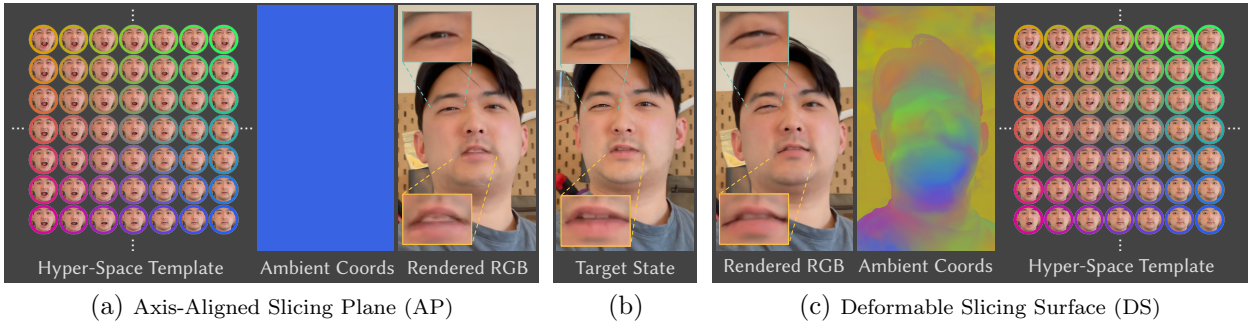 Hyper-Space Template
Ambient Coords
Rendered RGB
Target State
Rendered RGB
Ambient Coords
Hyper-Space Template
(a) Axis-Aligned Slicing Plane (AP)
(b)
(c) Deformable Slicing Surface (DS)